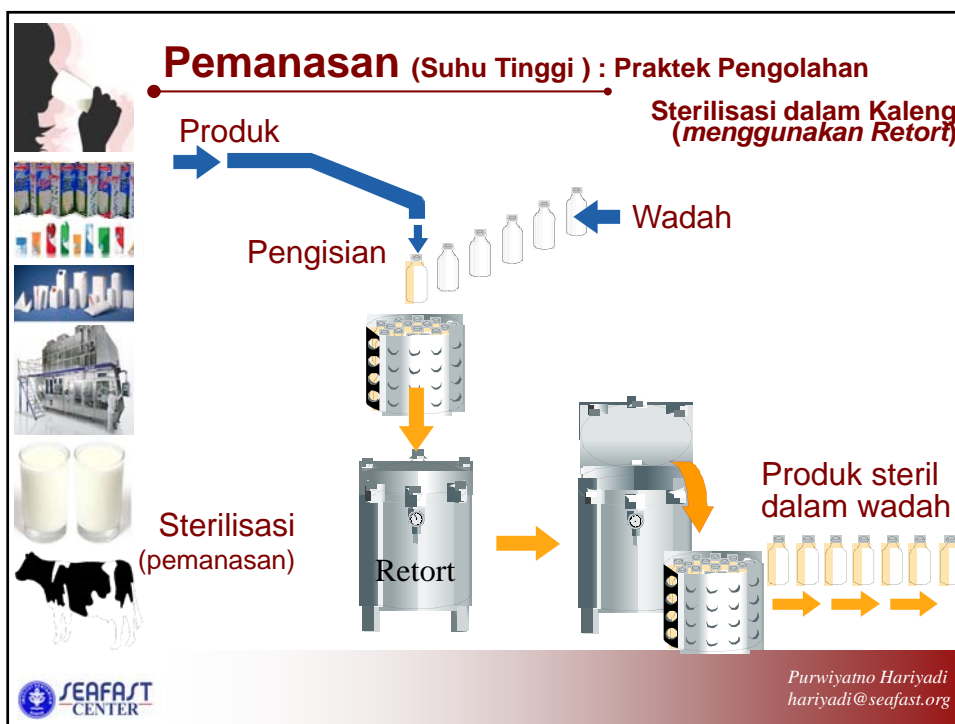 Pemanasan (Suhu Tinggi ) : Praktek Pengolahan
Sterilisasi dalam Kaleng
(menggunakan Retort)
Produk
Wadah
Pengisian
Produk steril
dalam wadah
Sterilisasi
(pemanasan)
Retort
SEAFAST
CENTER
Purwiyatno Hariyadi
hariyadi@seafast.org